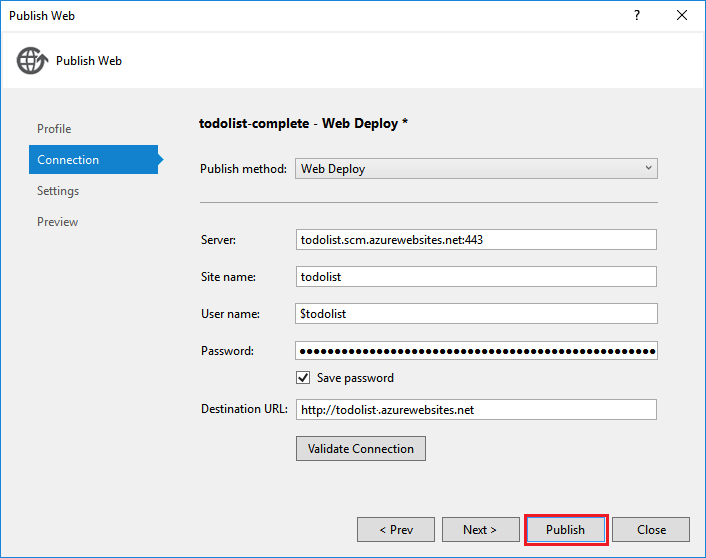 Publish Web
?
Publish Web
Profile
Connection
Settings
Preview
todolist-complete - Web Deploy *
Publish method: Web Deploy
Server: todolist.scm.azurewebsites.net:443
Site name: todolist
User name: $todolist
Password: ●●●●●●●●●●●●●●●●●●●●●●●●●●●●●●●●●●●●●●●●●●●●●●●●●●●
Save password
Destination URL: http://todolist.azurewebsites.net
Validate Connection
< Prev Next > Publish Close